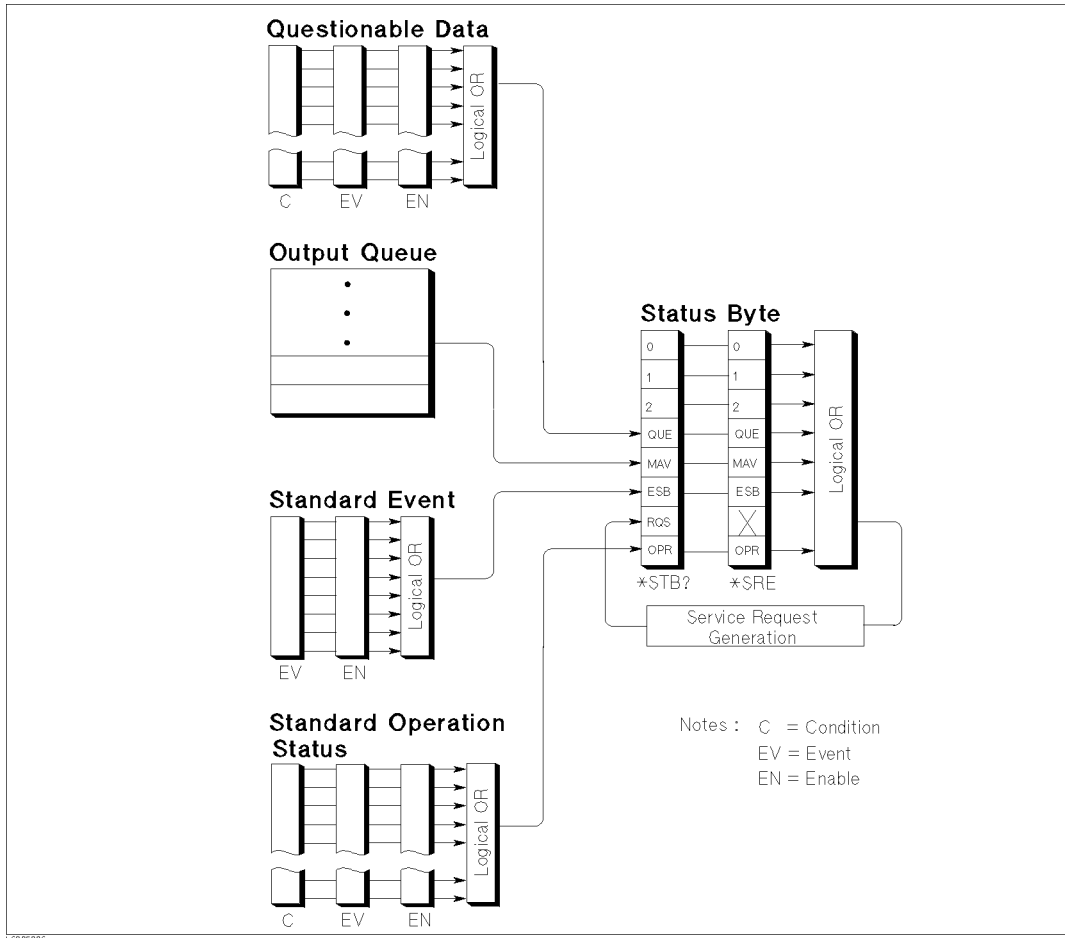 Questionable Data
Logical OR
C EV EN
Output Queue
Status Byte
0 0
1 1
2 2
QUE QUE
MAV MAV
ESB ESB
RQS
OPR OPR
Logical OR
*STB? *SRE
Service Request
Generation
Standard Event
Logical OR
EV EN
Standard Operation
Status
Logical OR
C EV EN
Notes : C = Condition
EV = Event
EN = Enable